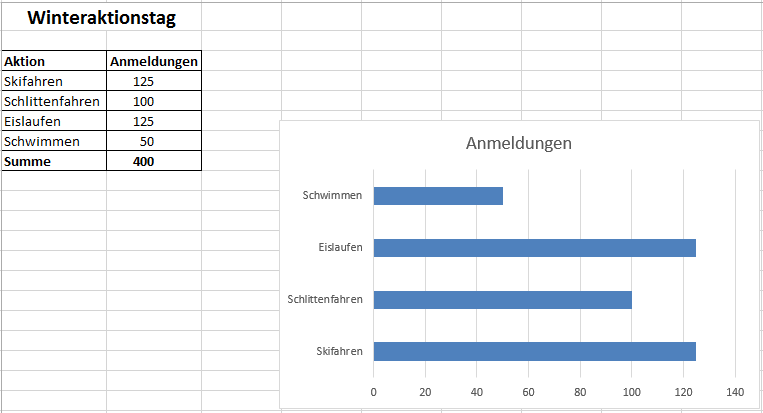 Winteraktionstag
Aktion Anmeldungen
Skifahren 125
Schlittenfahren 100
Eislaufen 125
Schwimmen 50
Summe 400
Anmeldungen
Schwimmen
Eislaufen
Schlittenfahren
Skifahren
0 20 40 60 80 100 120 140